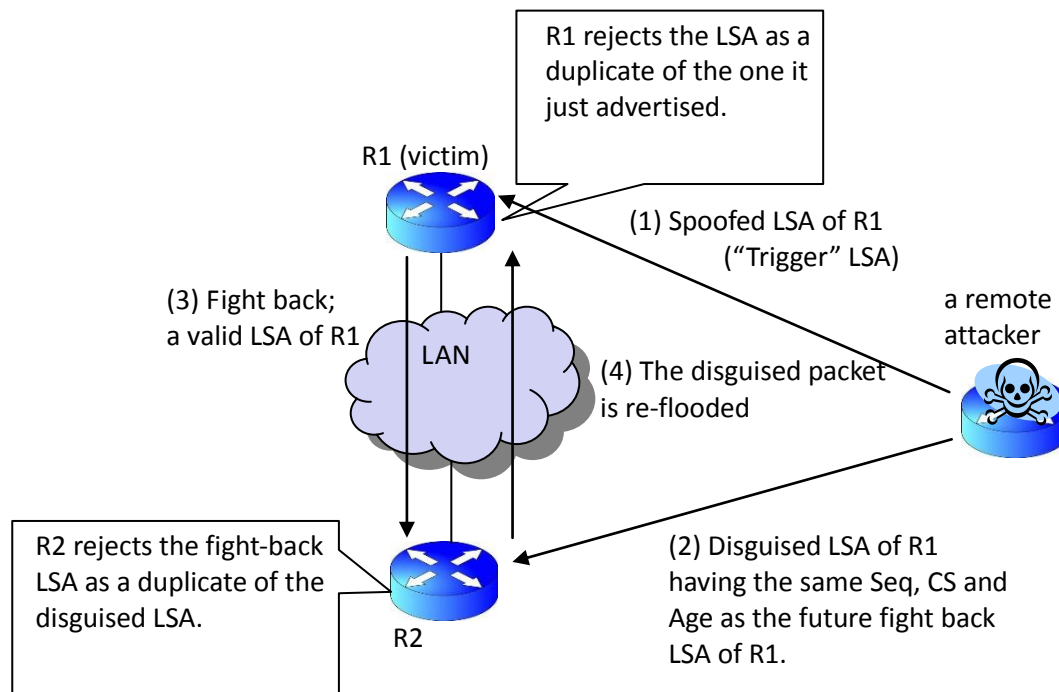 R1 rejects the LSA as a
duplicate of the one it
just advertised.
R1 (victim)
(1) Spoofed LSA of R1
(“Trigger” LSA)
(3) Fight back;
a valid LSA of R1
a remote
attacker
LAN
(4) The disguised packet
is re-flooded
R2 rejects the fight-back
LSA as a duplicate of the
disguised LSA.
R2
(2) Disguised LSA of R1
having the same Seq, CS and
Age as the future fight back
LSA of R1.